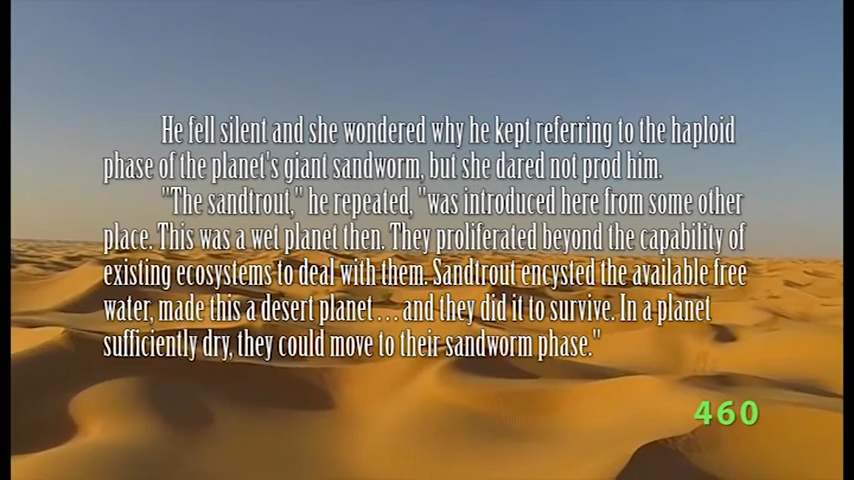 He fell silent and she wondered why he kept referring to the haploid
phase of the planet's giant sandworm, but she dared not prod him.
"The sandtrout," he repeated, "was introduced here from some other
place. This was a wet planet then. They proliferated beyond the capability of
existing ecosystems to deal with them. Sandtrout encysted the available free
water, made this a desert planet . . . and they did it to survive. In a planet
sufficiently dry, they could move to their sandworm phase."
460